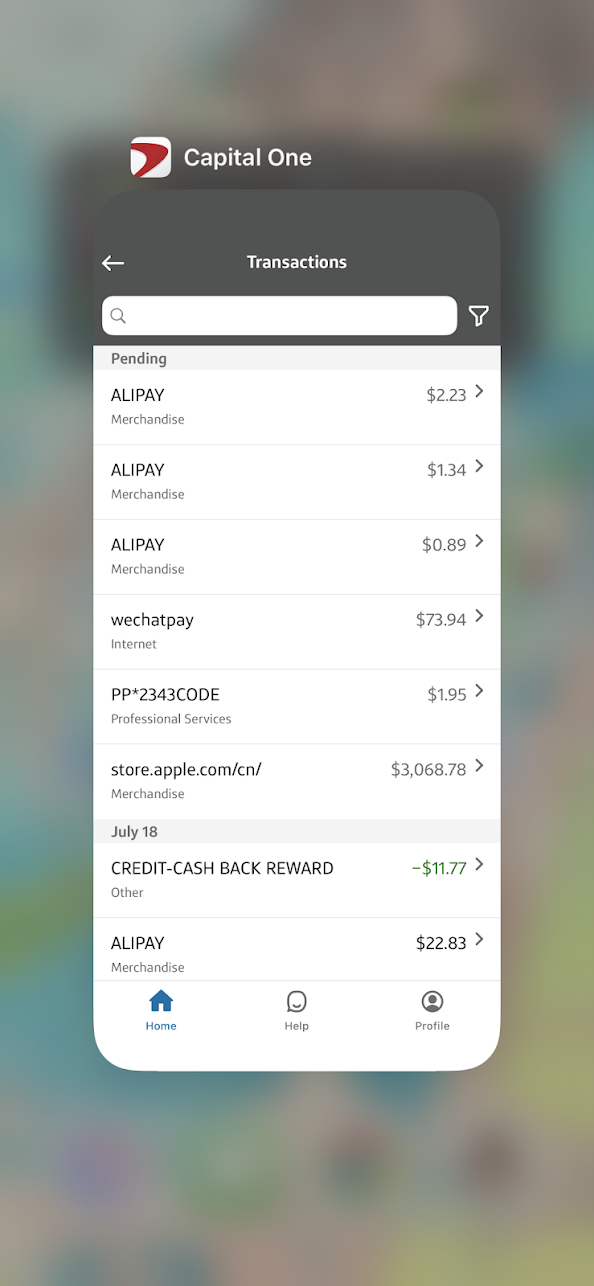 Capital One
Transactions
Pending
ALIPAY $2.23
Merchandise
ALIPAY $1.34
Merchandise
ALIPAY $0.89
Merchandise
wechatpay $73.94
Internet
PP*2343CODE $1.95
Professional Services
store.apple.com/cn/ $3,068.78
Merchandise
July 18
CREDIT-CASH BACK REWARD −$11.77
Other
ALIPAY $22.83
Merchandise
Home Help Profile